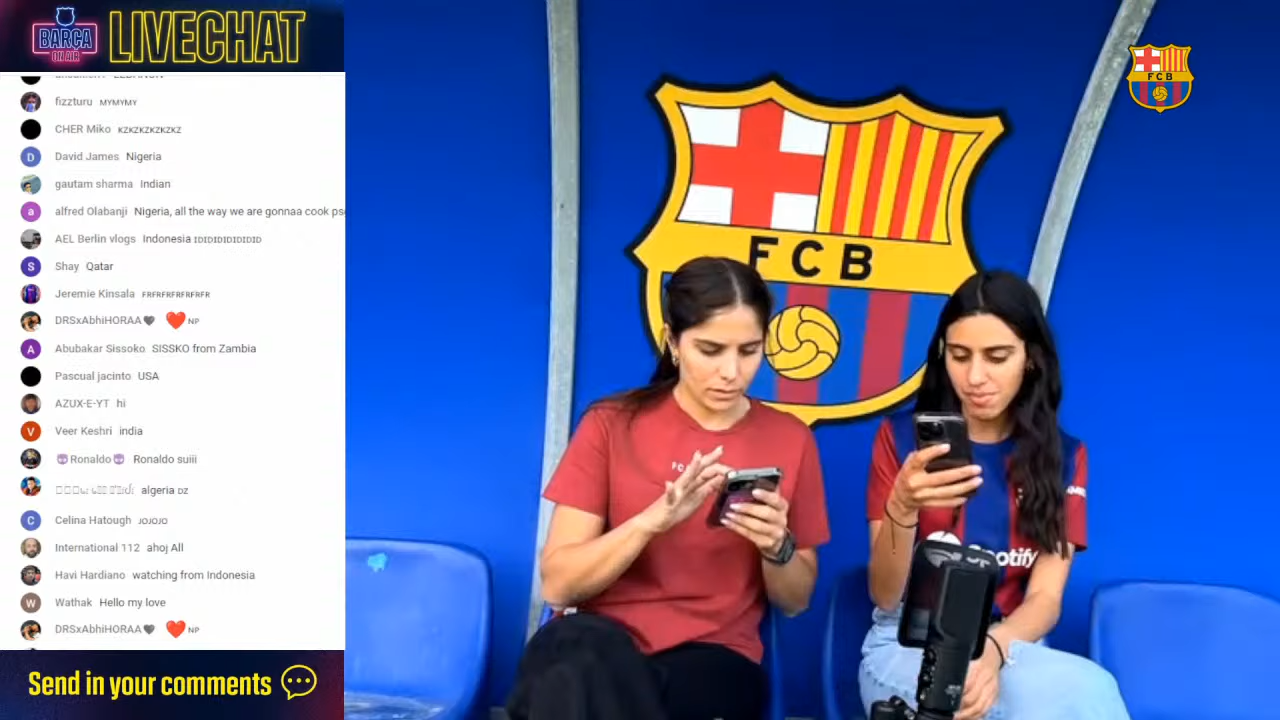 BARÇA
ON AIR
LIVECHAT
fizzturu MYMYMY
CHER Miko KZKZKZKZKZKZ
David James Nigeria
gautam sharma Indian
alfred Olabanji Nigeria, all the way we are gonnaa cook
AEL Berlin vlogs Indonesia IDIDIDIDIDIDID
Shay Qatar
Jeremie Kinsala FRFRFRFRFRFRFR
DRSxAbhiHORAA🖤 ❤️ NP
Abubakar Sissoko SISSKO from Zambia
Pascual jacinto USA
AZUX-E-YT hi
Veer Keshri india
💀Ronaldo💀 Ronaldo suiii
algeria DZ
Celina Hatough JOJOJO
International 112 ahoj All
Havi Hardiano watching from Indonesia
Wathak Hello my love
DRSxAbhiHORAA🖤 ❤️ NP
Send in your comments
FCB
FCB
Spotify